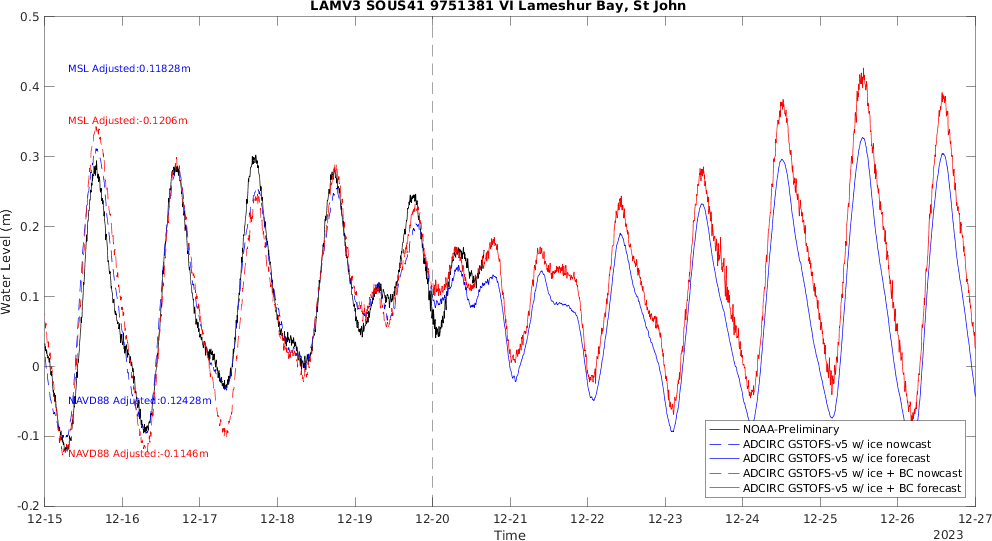 LAMV3 SOUS41 9751381 VI Lameshur Bay, St John
0.5
0.4
0.3
0.2
0.1
0
-0.1
-0.2
Water Level (m)
MSL Adjusted:0.11828m
MSL Adjusted:-0.1206m
NAVD88 Adjusted:0.12428m
NAVD88 Adjusted:-0.1146m
NOAA-Preliminary
ADCIRC GSTOFS-v5 w/ ice nowcast
ADCIRC GSTOFS-v5 w/ ice forecast
ADCIRC GSTOFS-v5 w/ ice + BC nowcast
ADCIRC GSTOFS-v5 w/ ice + BC forecast
12-15 12-16 12-17 12-18 12-19 12-20 12-21 12-22 12-23 12-24 12-25 12-26 12-27
Time
2023